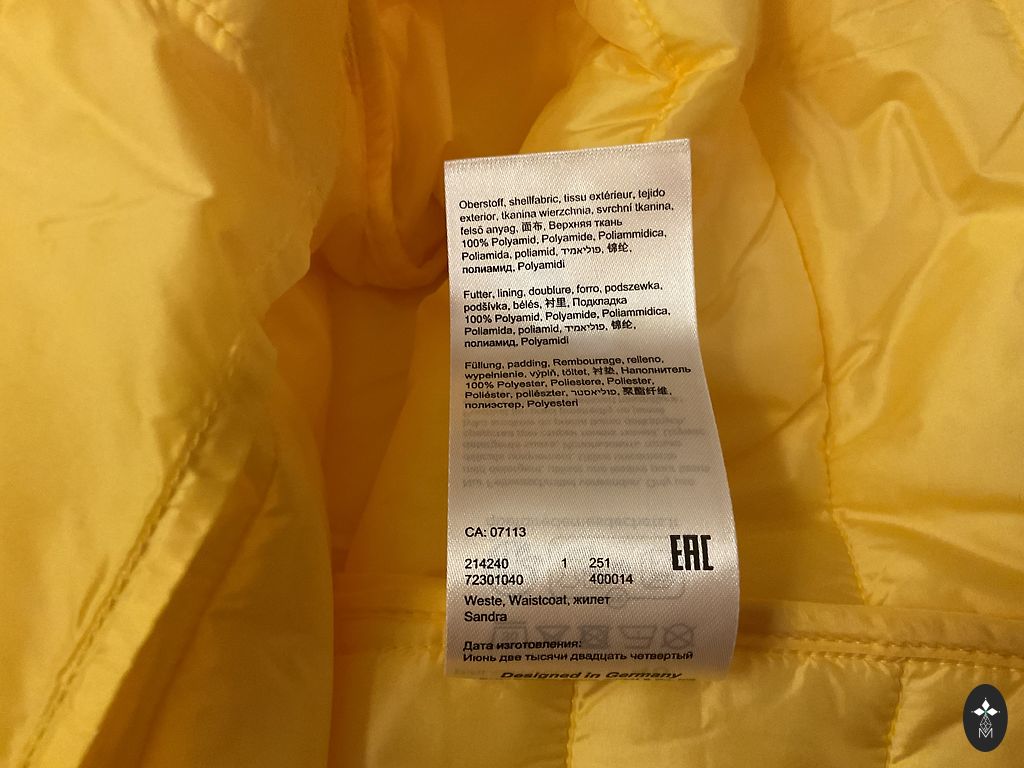 Oberstoff, shellfabric, tissu extérieur, tejido
exterior, tkanina wierzchnia, svrchní tkanina,
felső anyag, 面布, Верхняя ткань
100% Polyamid, Polyamide, Poliammidica,
Poliamida, poliamid, פוליאמיד, 锦纶,
полиамид, Polyamidi
Futter, lining, doublure, forro, podszewka,
podšívka, bélés, 衬里, Подкладка
100% Polyamid, Polyamide, Poliammidica,
Poliamida, poliamid, פוליאמיד, 锦纶,
полиамид, Polyamidi
Füllung, padding, Rembourrage, relleno,
wypełnienie, výplň, töltet, 衬垫, Наполнитель
100% Polyester, Poliestere, Poliester,
Poliéster, poliészter, פוליאסטר, 聚酯纤维,
полиэстер, Polyesteri
CA: 07113
EAC
214240 1 251
72301040 400014
Weste, Waistcoat, жилет
Sandra
Дата изготовления:
Июнь две тысячи двадцать четвертый
Designed in Germany
M